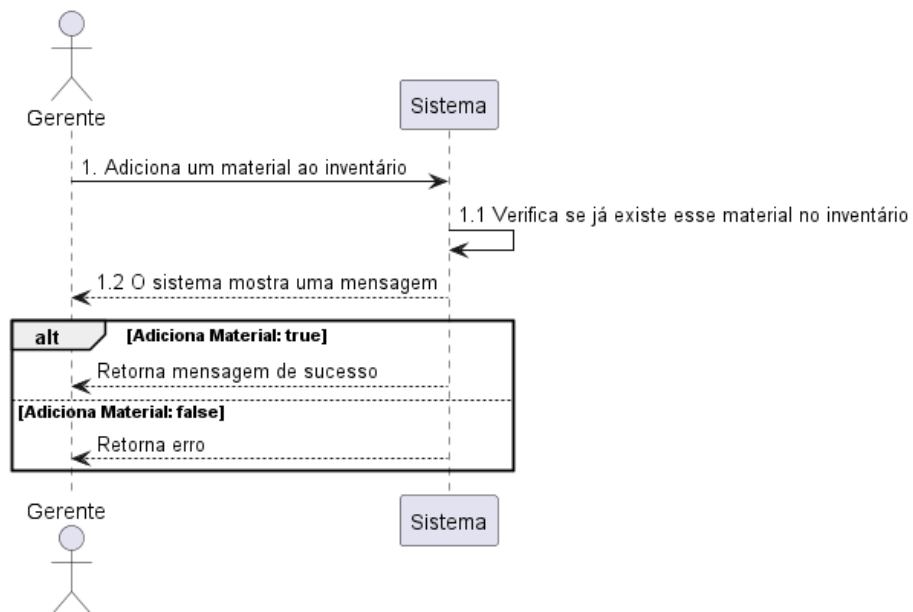 Gerente
Sistema
1. Adiciona um material ao inventário
1.1 Verifica se já existe esse material no inventário
1.2 O sistema mostra uma mensagem
alt [Adiciona Material: true]
Retorna mensagem de sucesso
[Adiciona Material: false]
Retorna erro
Gerente
Sistema